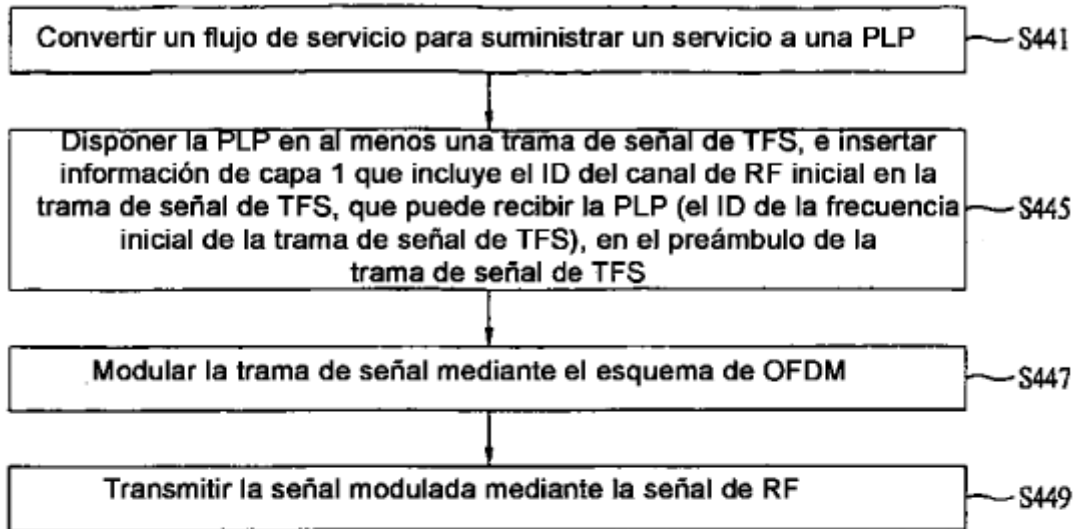 Convertir un flujo de servicio para suministrar un servicio a una PLP
S441
Disponer la PLP en al menos una trama de señal de TFS, e insertar
información de capa 1 que incluye el ID del canal de RF inicial en la
trama de señal de TFS, que puede recibir la PLP (el ID de la frecuencia
S445
inicial de la trama de señal de TFS), en el preámbulo de la
trama de señal de TFS
Modular la trama de señal mediante el esquema de OFDM
S447
Transmitir la señal modulada mediante la señal de RF
S449